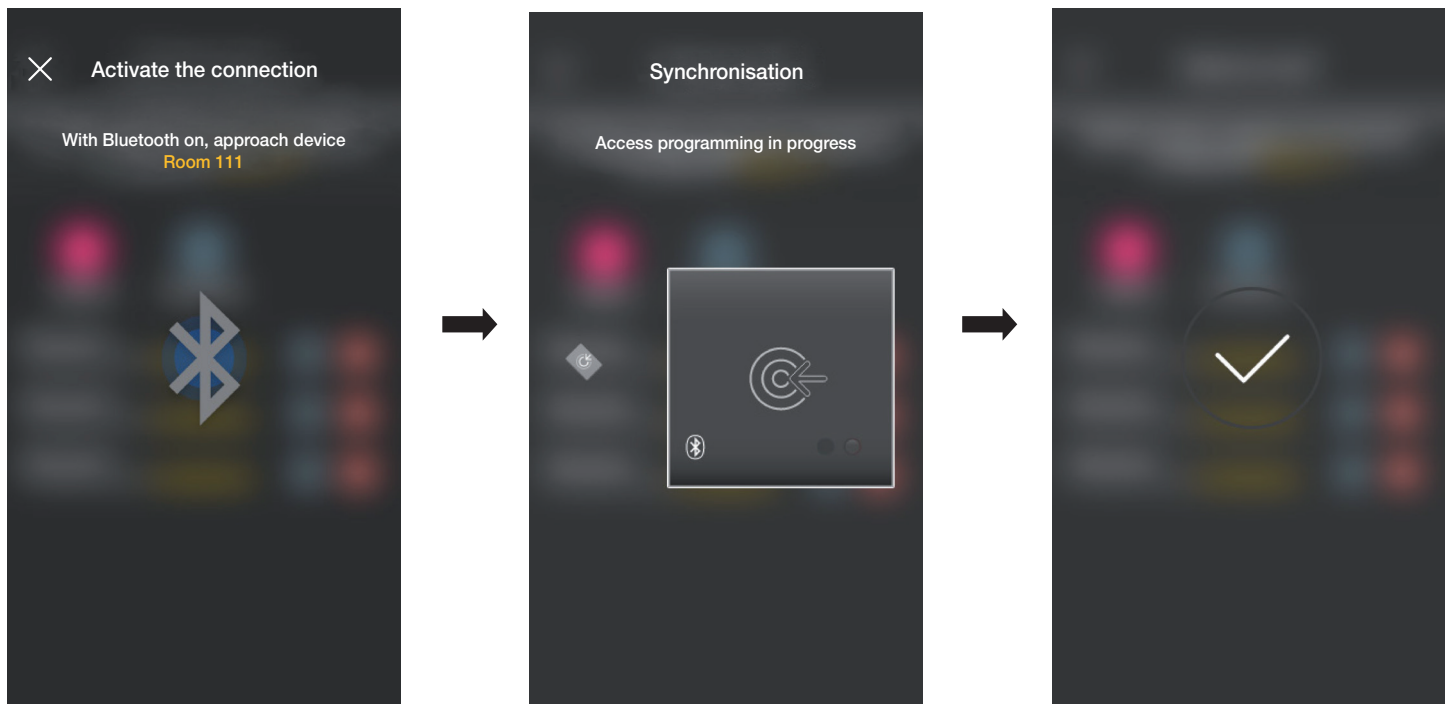 Activate the connection
With Bluetooth on, approach device
Room 111
Synchronisation
Access programming in progress